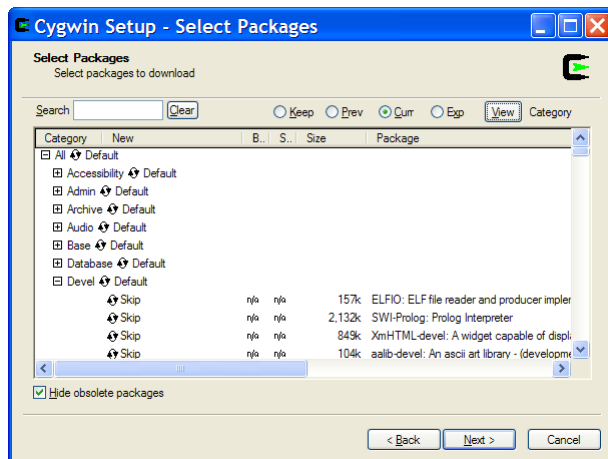 Cygwin Setup - Select Packages
Select Packages
Select packages to download
Search Clear Keep Prev Curr Exp View Category
Category New B.. S.. Size Package
All Default
Accessibility Default
Admin Default
Archive Default
Audio Default
Base Default
Database Default
Devel Default
Skip n/a n/a 157k ELFIO: ELF file reader and producer impler
Skip n/a n/a 2,132k SWI-Prolog: Prolog Interpreter
Skip n/a n/a 849k XmHTML-devel: A widget capable of displa
Skip n/a n/a 104k aalib-devel: An ascii art library - (developme
Hide obsolete packages
< Back Next > Cancel